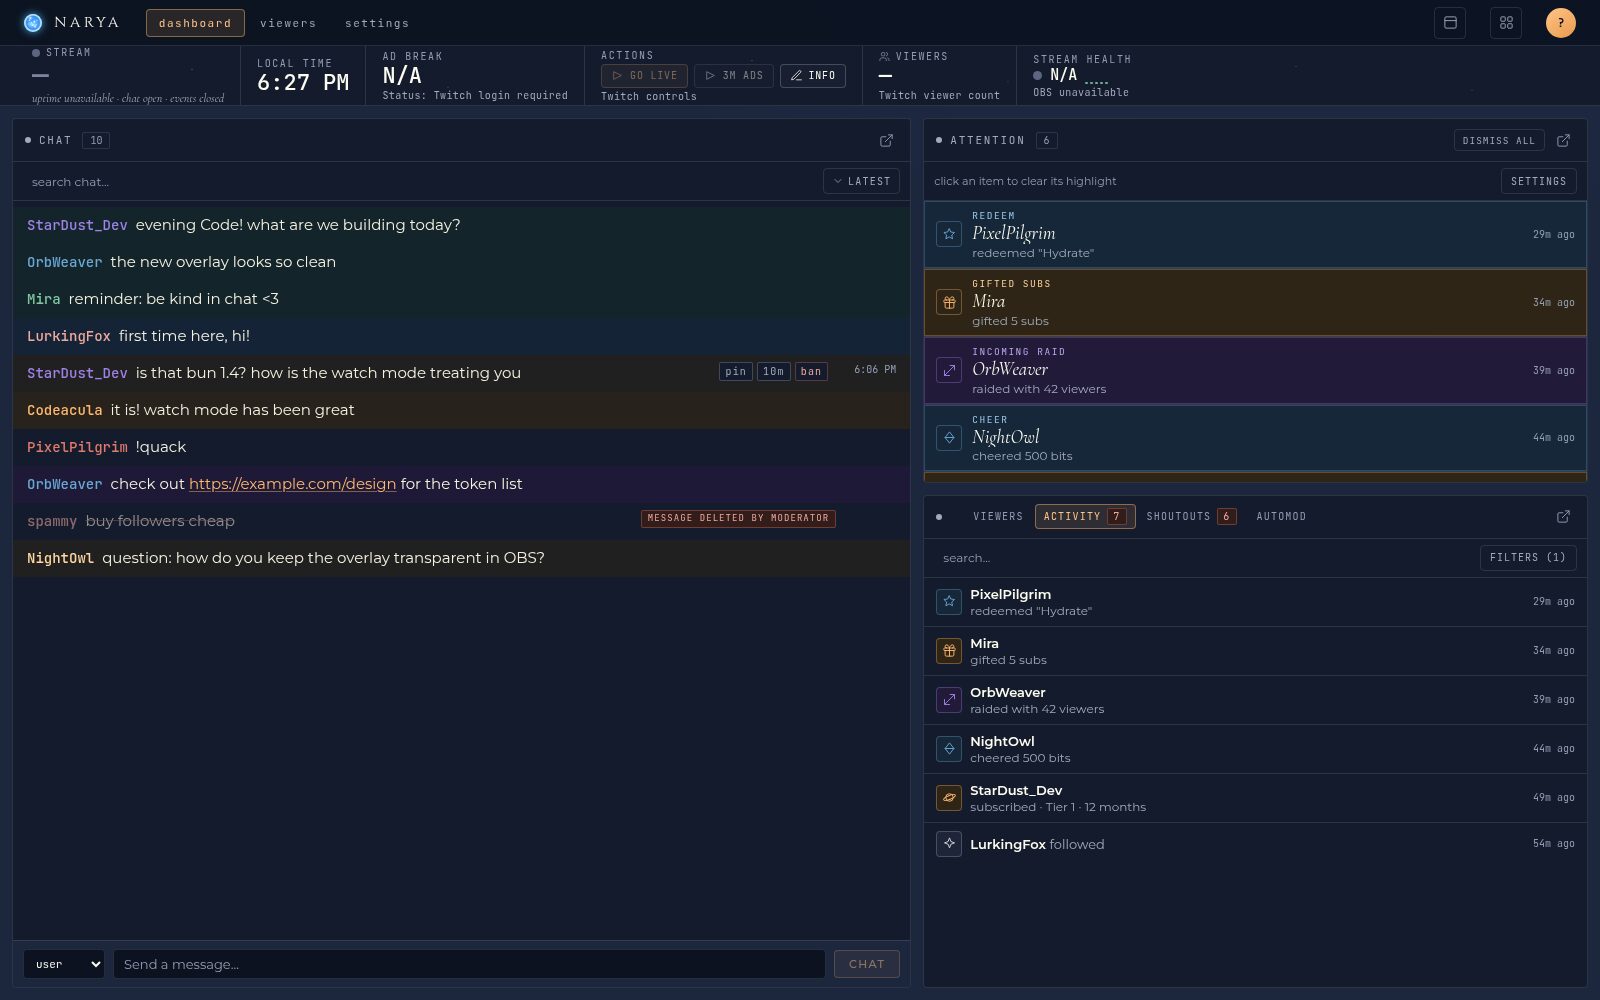 NARYA dashboard viewers settings ?
STREAM
—
uptime unavailable · chat open · events closed
LOCAL TIME
6:27 PM
AD BREAK
N/A
Status: Twitch login required
ACTIONS
GO LIVE 3M ADS INFO
Twitch controls
VIEWERS
—
Twitch viewer count
STREAM HEALTH
N/A
OBS unavailable
CHAT 10
search chat...
LATEST
StarDust_Dev evening Code! what are we building today?
OrbWeaver the new overlay looks so clean
Mira reminder: be kind in chat <3
LurkingFox first time here, hi!
StarDust_Dev is that bun 1.4? how is the watch mode treating you pin 10m ban 6:06 PM
Codeacula it is! watch mode has been great
PixelPilgrim !quack
OrbWeaver check out https://example.com/design for the token list
spammy buy followers cheap MESSAGE DELETED BY MODERATOR
NightOwl question: how do you keep the overlay transparent in OBS?
user Send a message... CHAT
ATTENTION 6 DISMISS ALL
click an item to clear its highlight SETTINGS
REDEEM
PixelPilgrim 29m ago
redeemed "Hydrate"
GIFTED SUBS
Mira 34m ago
gifted 5 subs
INCOMING RAID
OrbWeaver 39m ago
raided with 42 viewers
CHEER
NightOwl 44m ago
cheered 500 bits
VIEWERS ACTIVITY 7 SHOUTOUTS 6 AUTOMOD
search... FILTERS (1)
PixelPilgrim 29m ago
redeemed "Hydrate"
Mira 34m ago
gifted 5 subs
OrbWeaver 39m ago
raided with 42 viewers
NightOwl 44m ago
cheered 500 bits
StarDust_Dev 49m ago
subscribed · Tier 1 · 12 months
LurkingFox followed 54m ago